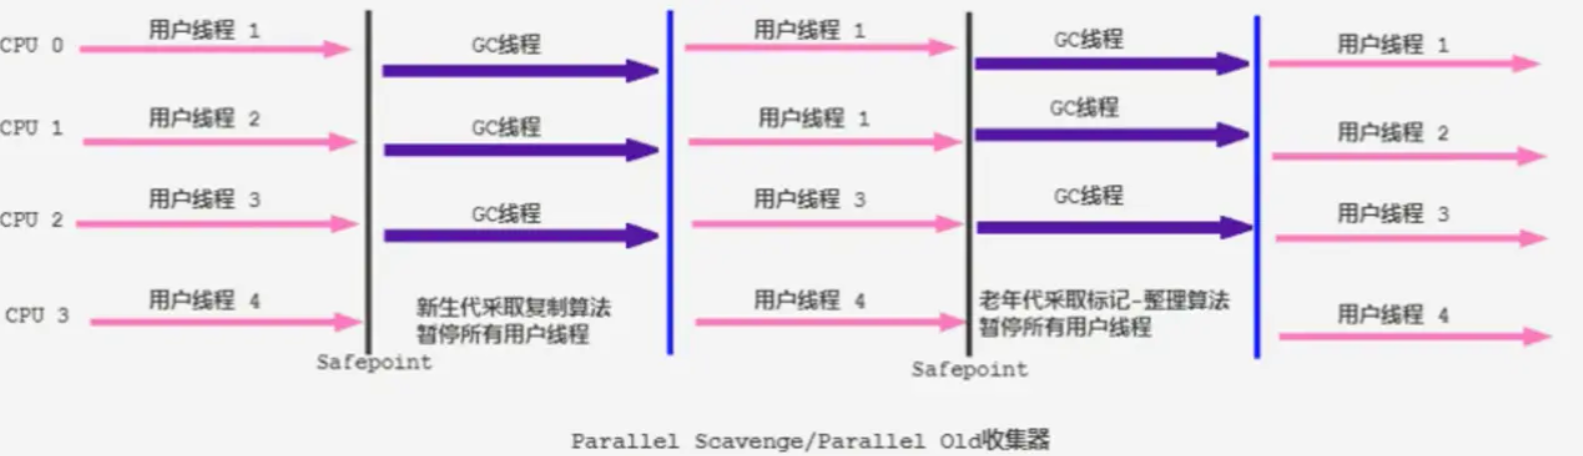 CPU 0 用户线程 1 GC线程 用户线程 1 GC线程 用户线程 1
CPU 1 用户线程 2 GC线程 用户线程 1 GC线程 用户线程 2
CPU 2 用户线程 3 GC线程 用户线程 3 GC线程 用户线程 3
CPU 3 用户线程 4 用户线程 4 用户线程 4
新生代采取复制算法
暂停所有用户线程
老年代采取标记-整理算法
暂停所有用户线程
Safepoint
Safepoint
Parallel Scavenge/Parallel Old收集器